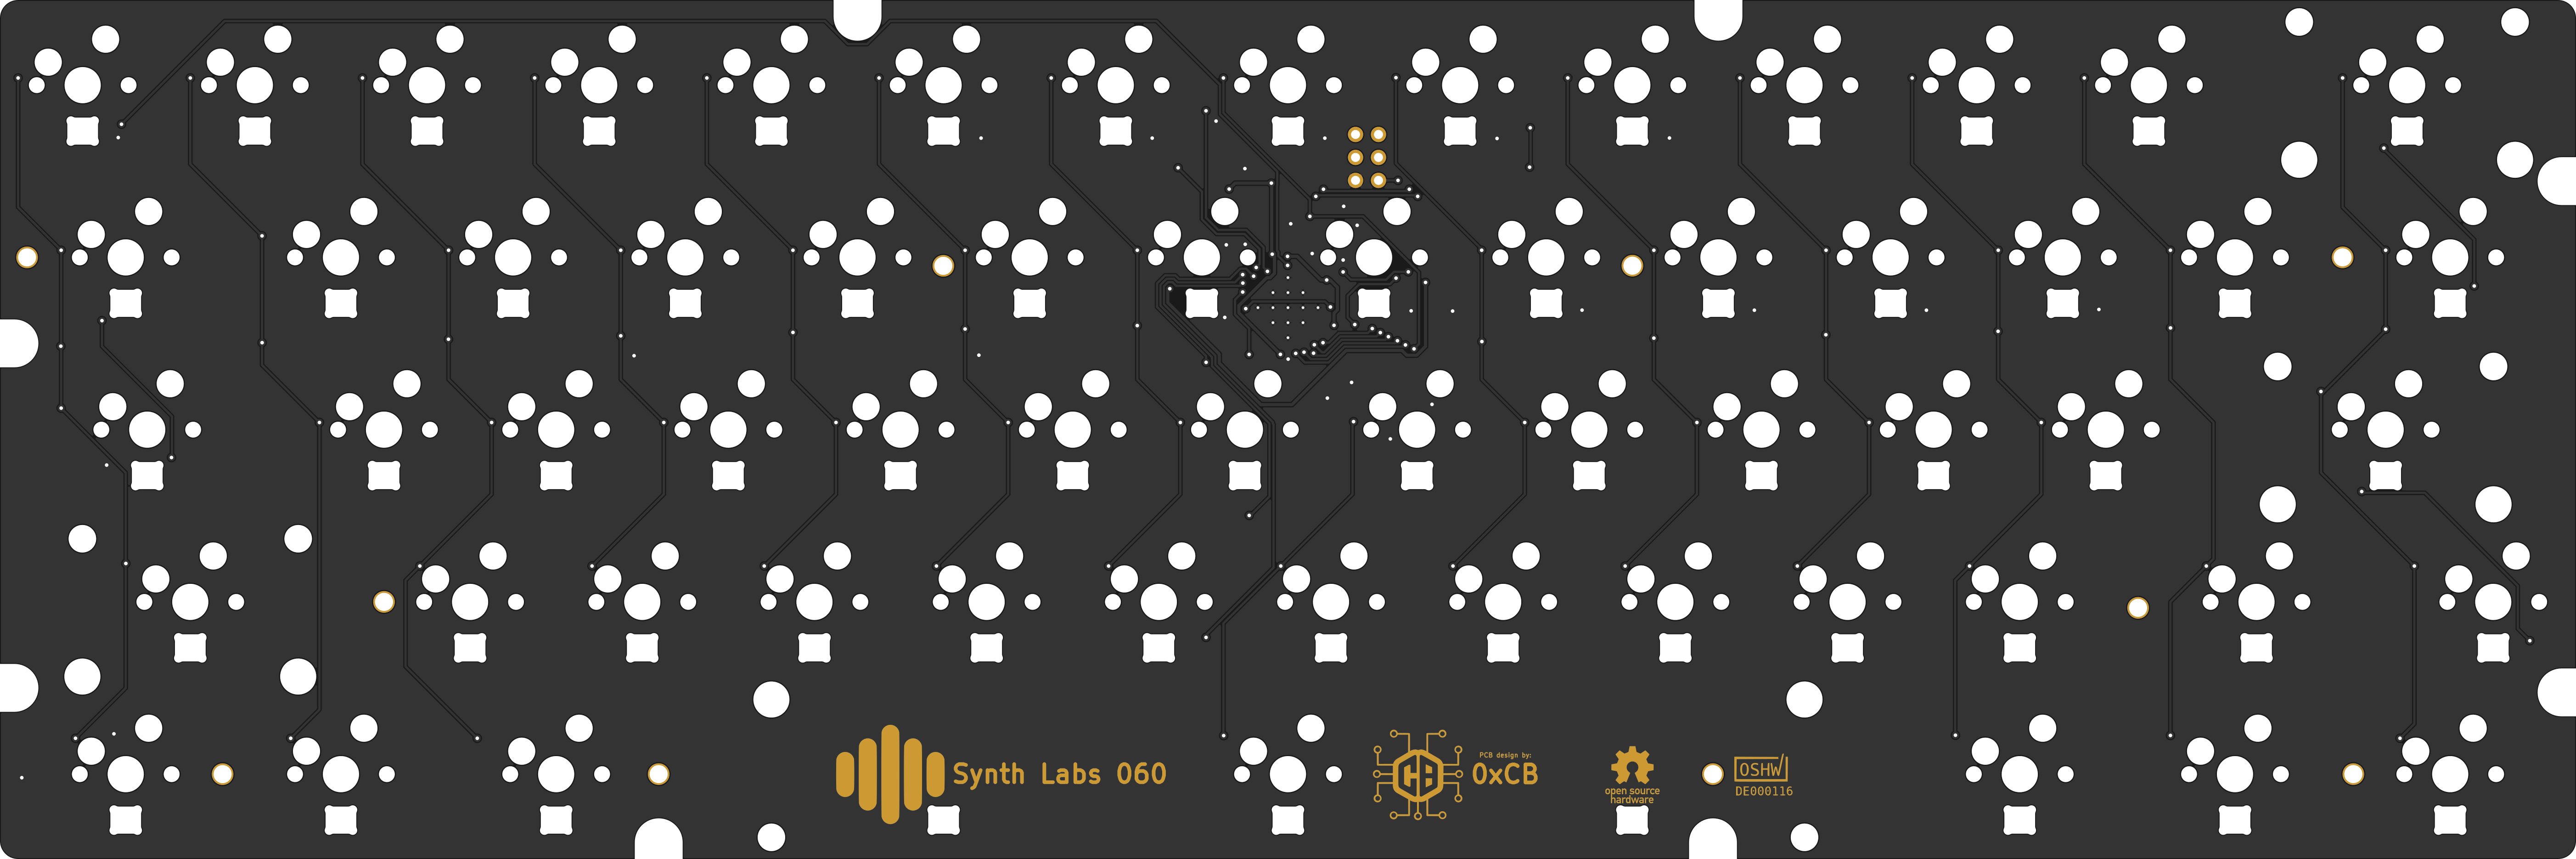 Synth Labs 060
PCB design by:
0xCB
open source
hardware
OSHW
DE000116